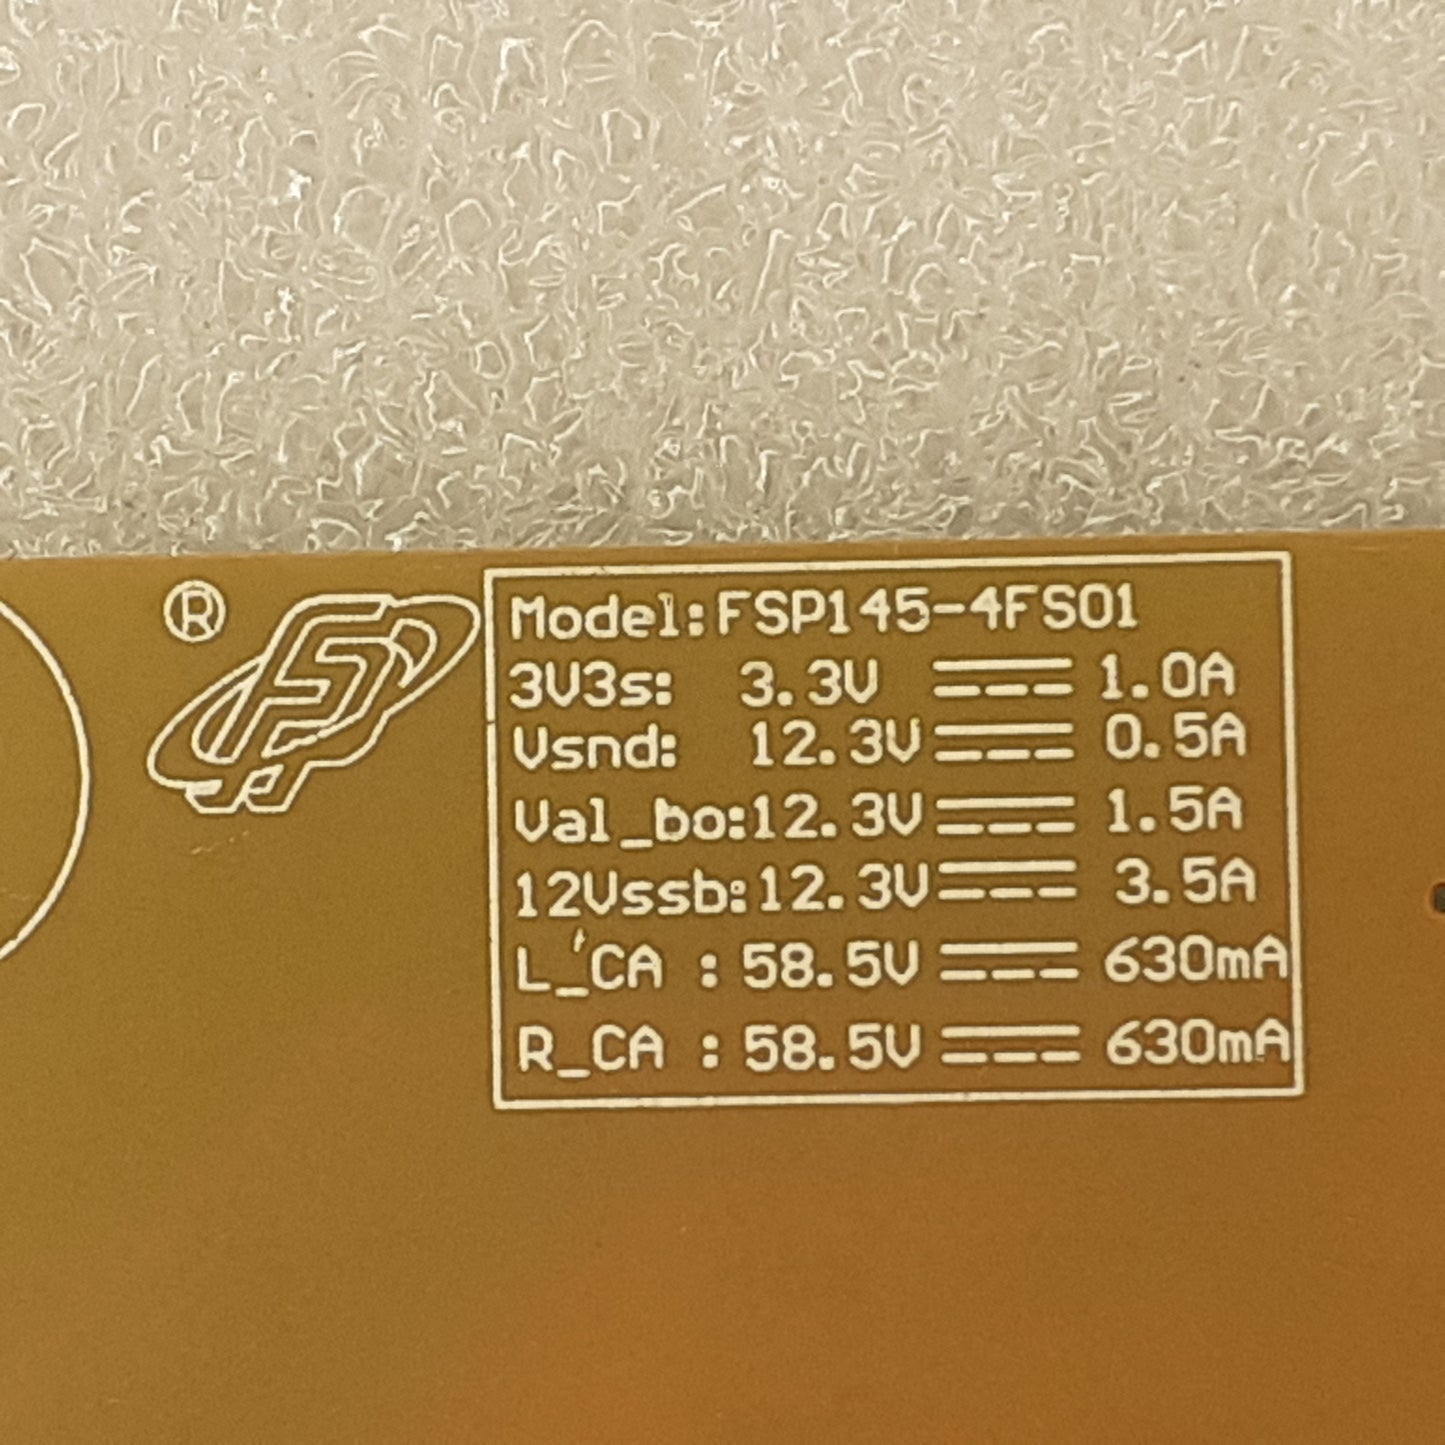 ®
FSP
Model:FSP145-4FS01
3V3s: 3.3V ⎓ 1.0A
Vsnd: 12.3V ⎓ 0.5A
Val_bo:12.3V ⎓ 1.5A
12Vssb:12.3V ⎓ 3.5A
L_CA : 58.5V ⎓ 630mA
R_CA : 58.5V ⎓ 630mA